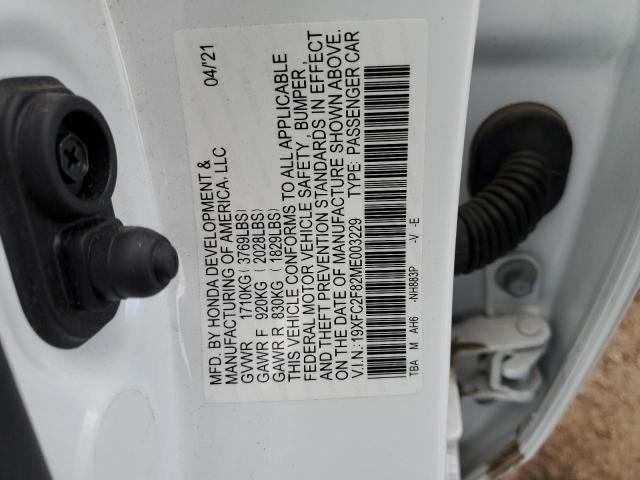 MFD. BY HONDA DEVELOPMENT & 04/'21
MANUFACTURING OF AMERICA, LLC
GVWR 1710KG(3769LBS)
GAWR F 920KG(2028LBS)
GAWR R 830KG(1829LBS)
THIS VEHICLE CONFORMS TO ALL APPLICABLE
FEDERAL MOTOR VEHICLE SAFETY, BUMPER,
AND THEFT PREVENTION STANDARDS IN EFFECT
ON THE DATE OF MANUFACTURE SHOWN ABOVE.
V.I.N.:19XFC2F82ME003229 TYPE: PASSENGER CAR
TBA M AH6 -NH883P -V -E